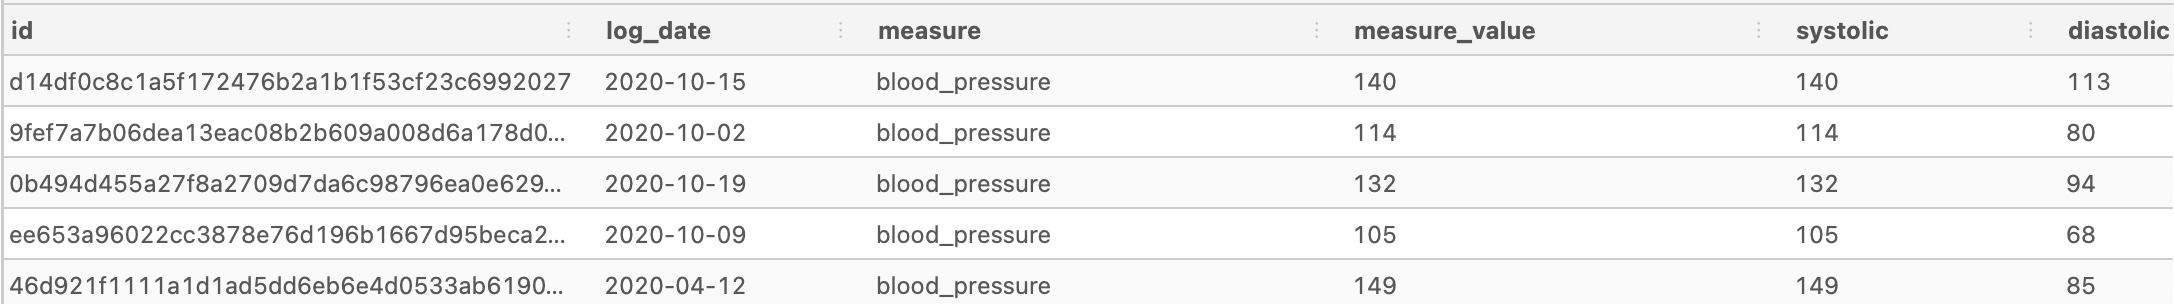 id log_date measure measure_value systolic diastolic
d14df0c8c1a5f172476b2a1b1f53cf23c6992027 2020-10-15 blood_pressure 140 140 113
9fef7a7b06dea13eac08b2b609a008d6a178d0... 2020-10-02 blood_pressure 114 114 80
0b494d455a27f8a2709d7da6c98796ea0e629... 2020-10-19 blood_pressure 132 132 94
ee653a96022cc3878e76d196b1667d95beca2... 2020-10-09 blood_pressure 105 105 68
46d921f1111a1d1ad5dd6eb6e4d0533ab6190... 2020-04-12 blood_pressure 149 149 85